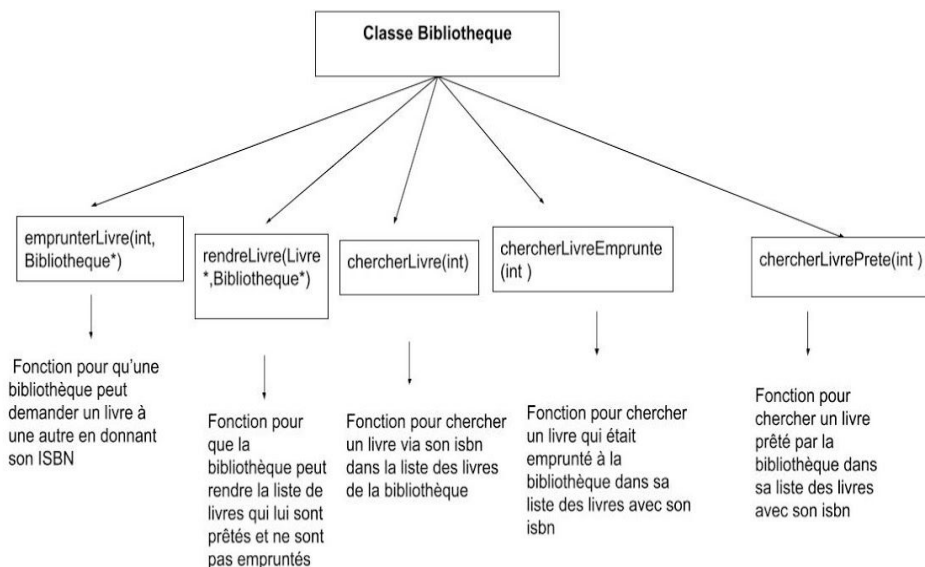 Classe Bibliotheque
emprunterLivre(int,
Bibliotheque*)
rendreLivre(Livre
*,Bibliotheque*)
chercherLivre(int)
chercherLivreEmprunte
(int )
chercherLivrePrete(int )
Fonction pour qu'une
bibliothèque peut
demander un livre à
une autre en donnant
son ISBN
Fonction pour
que la
bibliothèque peut
rendre la liste de
livres qui lui sont
prêtés et ne sont
pas empruntés
Fonction pour chercher
un livre via son isbn
dans la liste des livres
de la bibliothèque
Fonction pour chercher
un livre qui était
emprunté à la
bibliothèque dans sa
liste des livres avec son
isbn
Fonction pour
chercher un livre
prêté par la
bibliothèque dans
sa liste des livres
avec son isbn